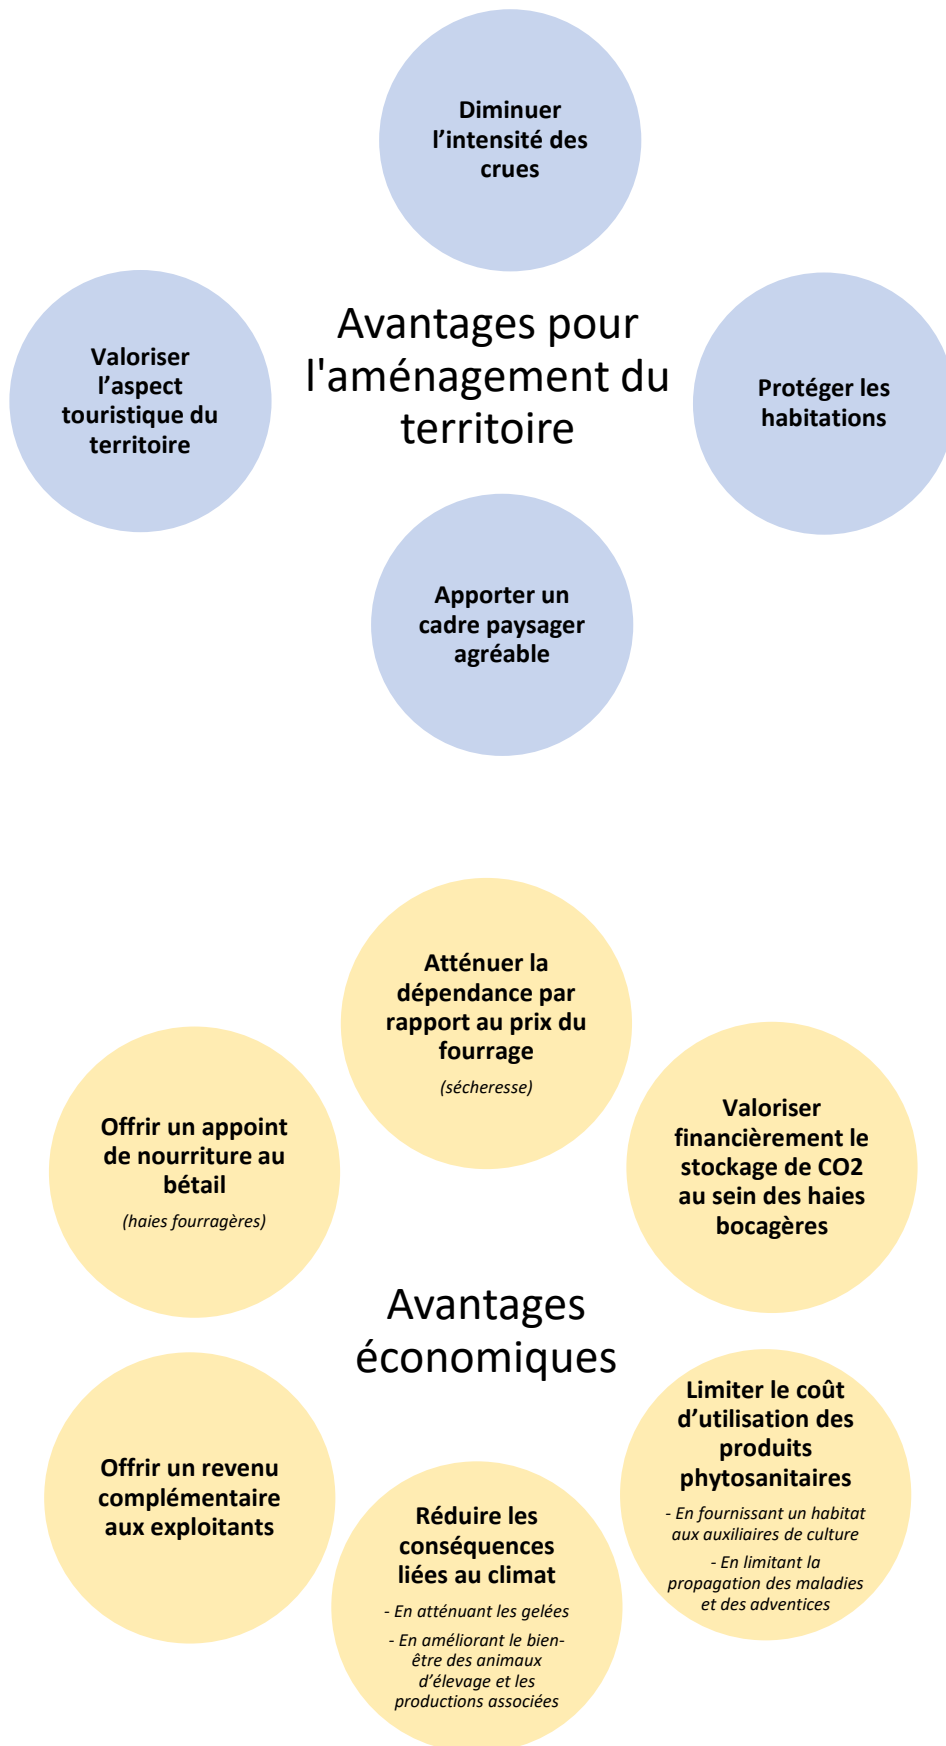 Diminuer
l’intensité des
crues
Avantages pour
l'aménagement du
territoire
Valoriser
l’aspect
touristique du
territoire
Protéger les
habitations
Apporter un
cadre paysager
agréable
Atténuer la
dépendance par
rapport au prix du
fourrage
(sécheresse)
Offrir un appoint
de nourriture au
bétail
(haies fourragères)
Valoriser
financièrement le
stockage de CO2
au sein des haies
bocagères
Avantages
économiques
Offrir un revenu
complémentaire
aux exploitants
Réduire les
conséquences
liées au climat
- En atténuant les gelées
- En améliorant le bien-
être des animaux
d’élevage et les
productions associées
Limiter le coût
d’utilisation des
produits
phytosanitaires
- En fournissant un habitat
aux auxiliaires de culture
- En limitant la
propagation des maladies
et des adventices